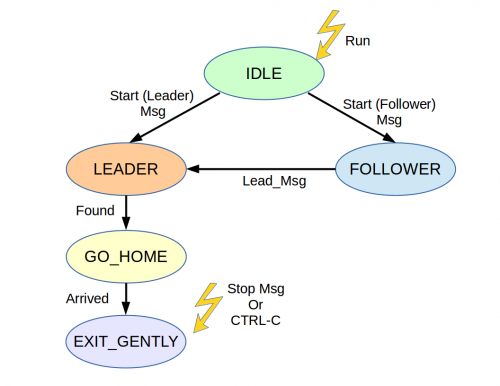 Run
IDLE
Start (Leader)
Msg
Start (Follower)
Msg
LEADER
Lead_Msg
FOLLOWER
Found
GO_HOME
Arrived
Stop Msg
Or
CTRL-C
EXIT_GENTLY